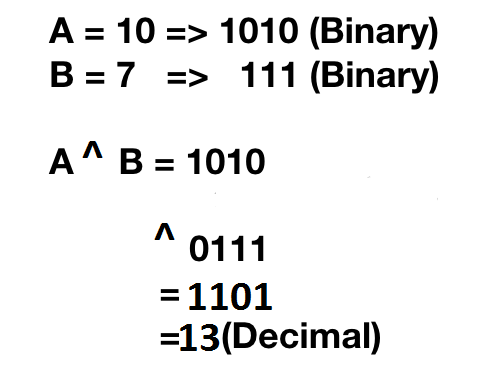 A = 10 => 1010 (Binary)
B = 7 => 111 (Binary)
A ^ B = 1010
^ 0111
= 1101
=13(Decimal)